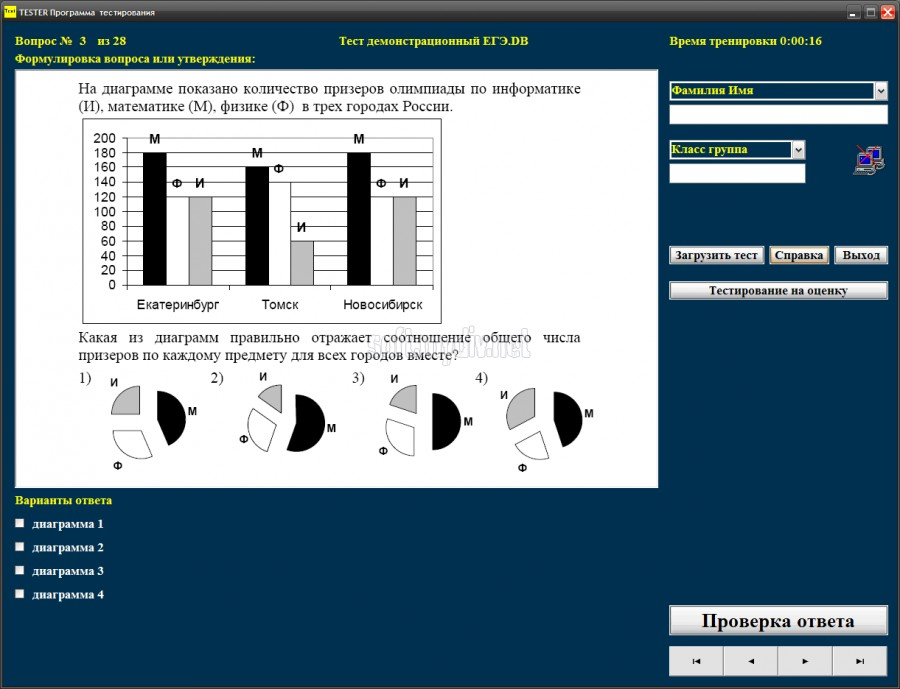 Test TESTER Программа тестирования
Вопрос № 3 из 28 Тест демонстрационный ЕГЭ.DB Время тренировки 0:00:16
Формулировка вопроса или утверждения:
На диаграмме показано количество призеров олимпиады по информатике
(И), математике (М), физике (Ф) в трех городах России.
200
180
160
140
120
100
80
60
40
20
0
М Ф И
М Ф И
М Ф И
Екатеринбург Томск Новосибирск
Какая из диаграмм правильно отражает соотношение общего числа
призеров по каждому предмету для всех городов вместе?
soft.mydiv.net
1) И М Ф
2) И М Ф
3) И М Ф
4) И М Ф
Фамилия Имя
Класс группа
Загрузить тест Справка Выход
Тестирование на оценку
Варианты ответа
диаграмма 1
диаграмма 2
диаграмма 3
диаграмма 4
Проверка ответа